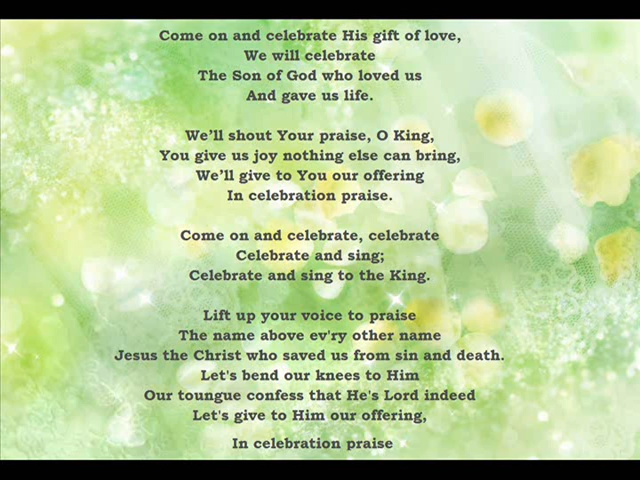 Come on and celebrate His gift of love,
We will celebrate
The Son of God who loved us
And gave us life.
We’ll shout Your praise, O King,
You give us joy nothing else can bring,
We’ll give to You our offering
In celebration praise.
Come on and celebrate, celebrate
Celebrate and sing;
Celebrate and sing to the King.
Lift up your voice to praise
The name above ev'ry other name
Jesus the Christ who saved us from sin and death.
Let's bend our knees to Him
Our toungue confess that He's Lord indeed
Let's give to Him our offering,
In celebration praise